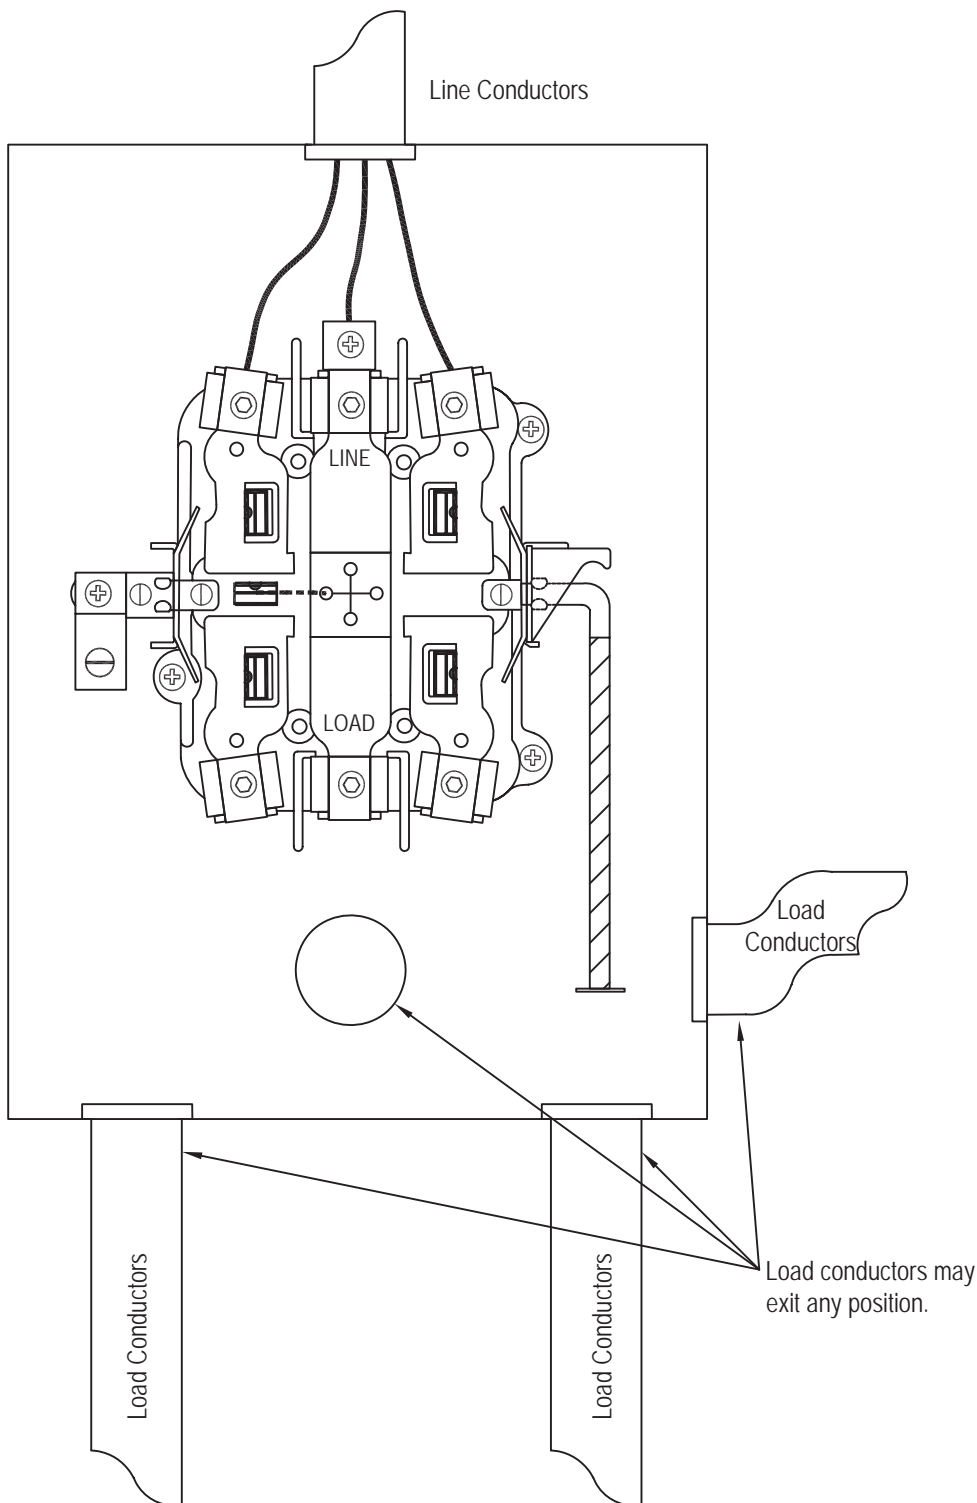 Line Conductors
LINE
LOAD
Load
Conductors
Load conductors may
exit any position.
Load Conductors
Load Conductors